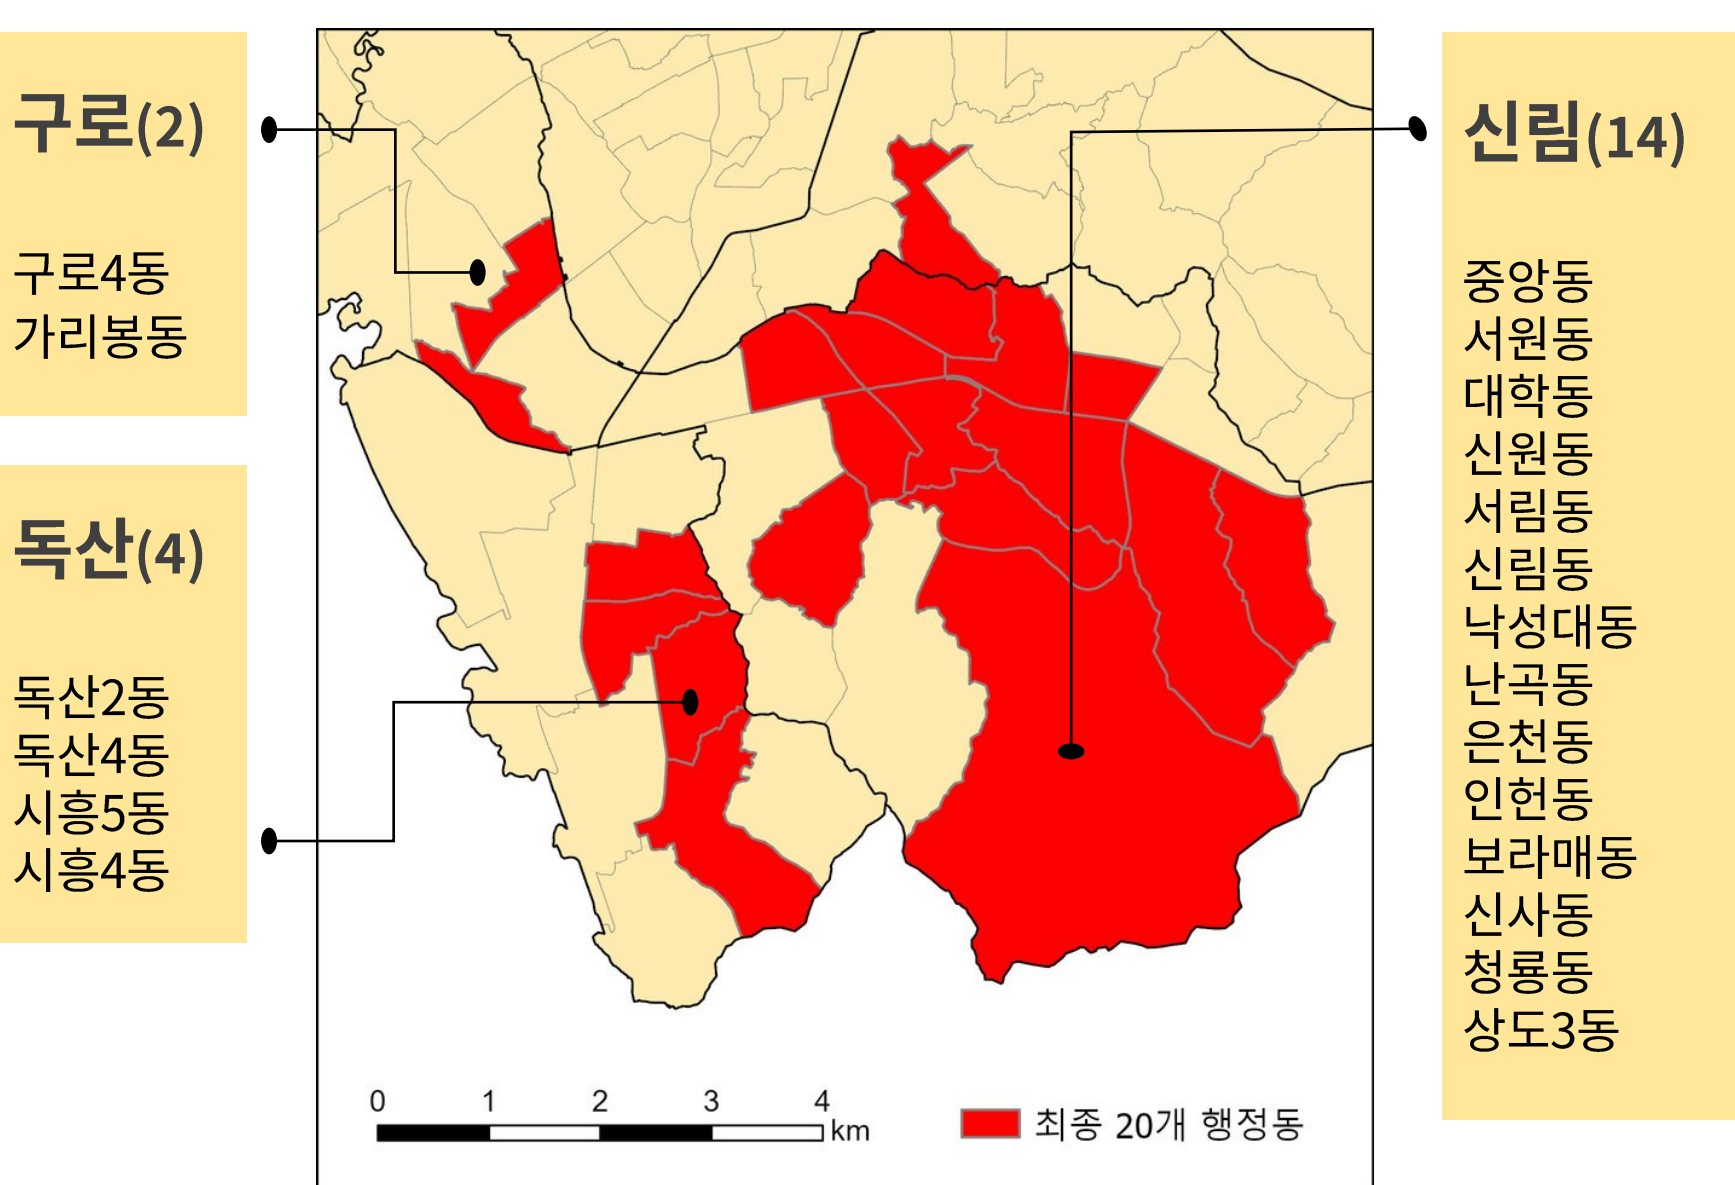 구로(2)
구로4동
가리봉동
독산(4)
독산2동
독산4동
시흥5동
시흥4동
신림(14)
중앙동
서원동
대학동
신원동
서림동
신림동
낙성대동
난곡동
은천동
인헌동
보라매동
신사동
청룡동
상도3동
0 1 2 3 4
km
최종 20개 행정동